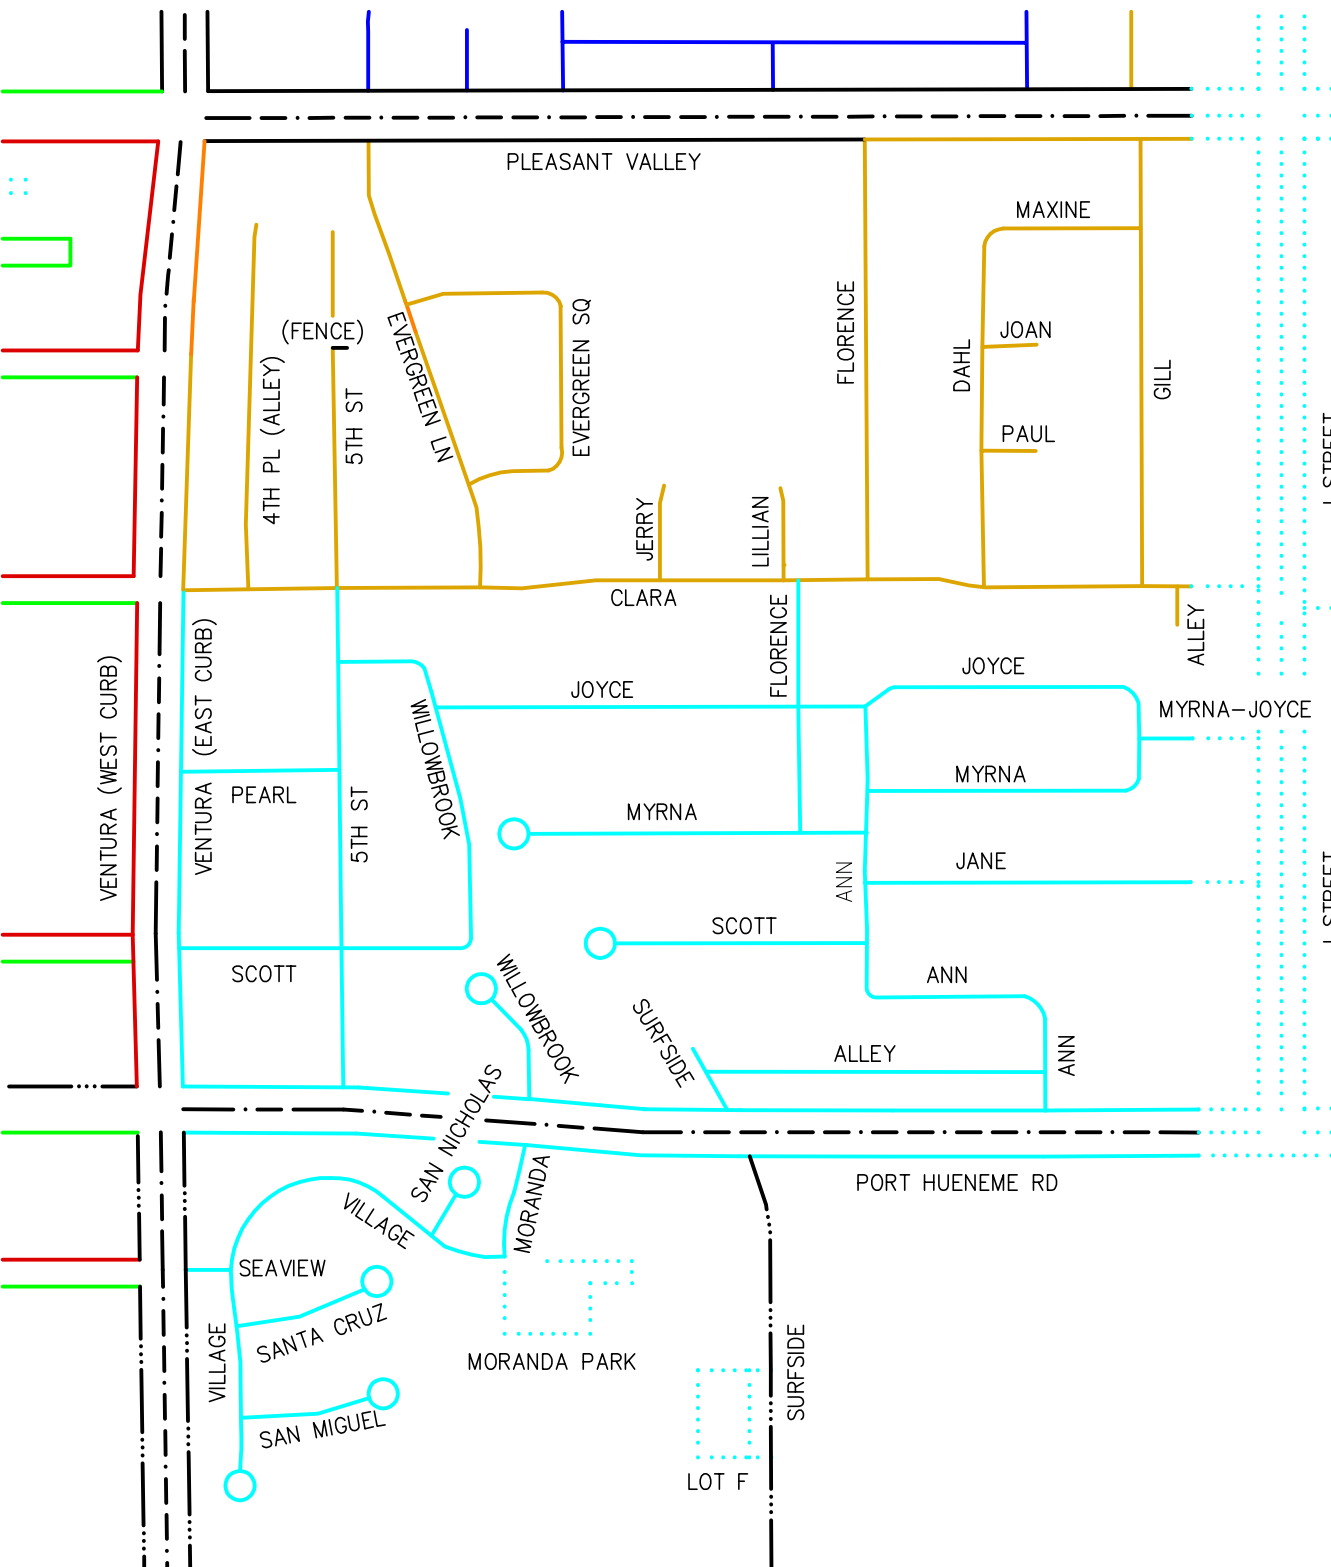 PLEASANT VALLEY
MAXINE
(FENCE)
4TH PL (ALLEY)
5TH ST
EVERGREEN LN
EVERGREEN SQ
FLORENCE
DAHL
JOAN
GILL
PAUL
JERRY
LILLIAN
CLARA
ALLEY
VENTURA (WEST CURB)
VENTURA (EAST CURB)
FLORENCE
JOYCE
JOYCE
MYRNA-JOYCE
WILLOWBROOK
PEARL
5TH ST
MYRNA
MYRNA
ANN
JANE
SCOTT
SCOTT
ANN
WILLOWBROOK
SURFSIDE
ALLEY
ANN
SAN NICHOLAS
PORT HUENEME RD
VILLAGE
MORANDA
SEAVIEW
SANTA CRUZ
VILLAGE
MORANDA PARK
SURFSIDE
SAN MIGUEL
LOT F